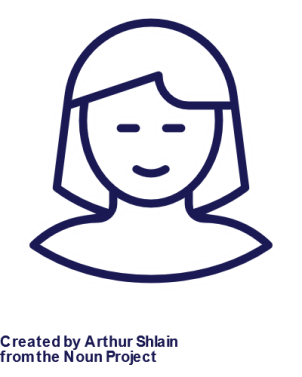 Created by Arthur Shlain
from the Noun Project